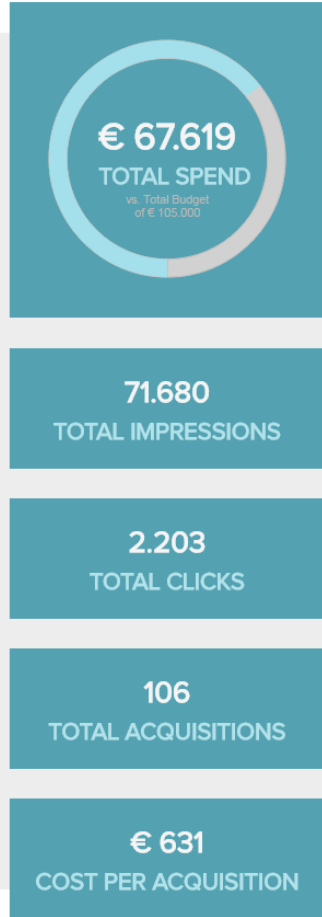 € 67.619
TOTAL SPEND
vs. Total Budget
of € 105.000
71.680
TOTAL IMPRESSIONS
2.203
TOTAL CLICKS
106
TOTAL ACQUISITIONS
€ 631
COST PER ACQUISITION